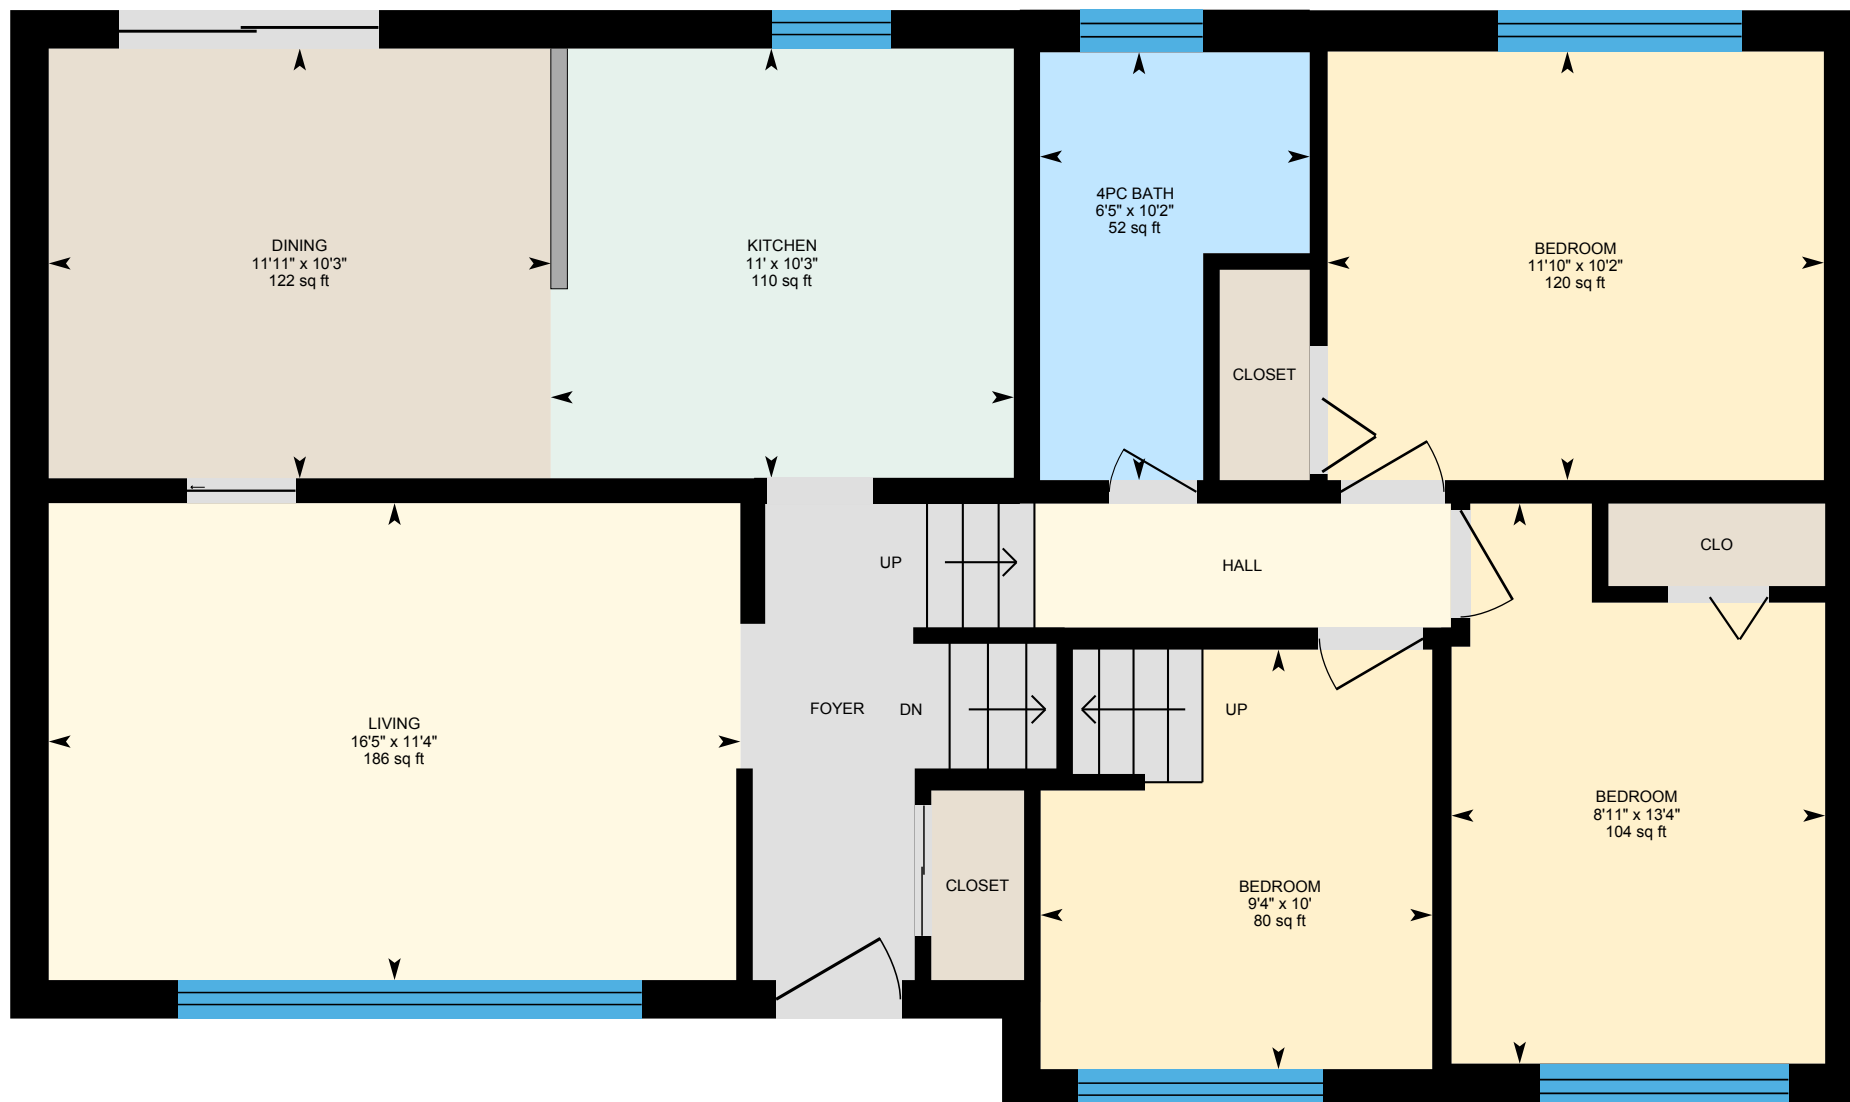 DINING
11'11" x 10'3"
122 sq ft
KITCHEN
11' x 10'3"
110 sq ft
4PC BATH
6'5" x 10'2"
52 sq ft
BEDROOM
11'10" x 10'2"
120 sq ft
CLOSET
UP
HALL
CLO
LIVING
16'5" x 11'4"
186 sq ft
FOYER
DN
UP
BEDROOM
8'11" x 13'4"
104 sq ft
CLOSET
BEDROOM
9'4" x 10'
80 sq ft